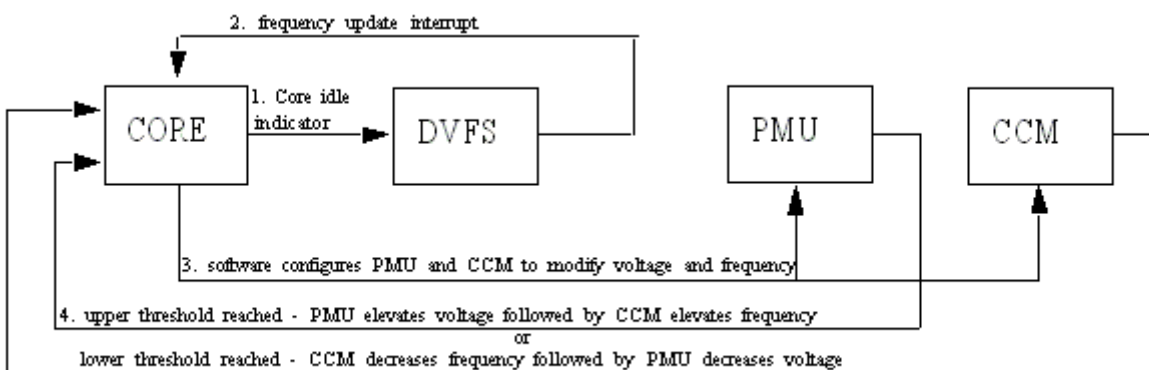 2. frequency update interrupt
1. Core idle
indicator
CORE
DVFS
PMU
CCM
3. software configures PMU and CCM to modify voltage and frequency
4. upper threshold reached - PMU elevates voltage followed by CCM elevates frequency
or
lower threshold reached - CCM decreases frequency followed by PMU decreases voltage